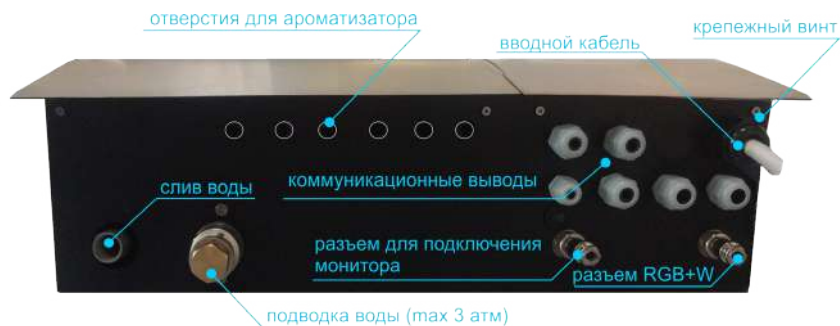 отверстия для ароматизатора
крепежный винт
вводной кабель
слив воды
коммуникационные выводы
разъем для подключения
монитора
разъем RGB+W
подводка воды (max 3 атм)